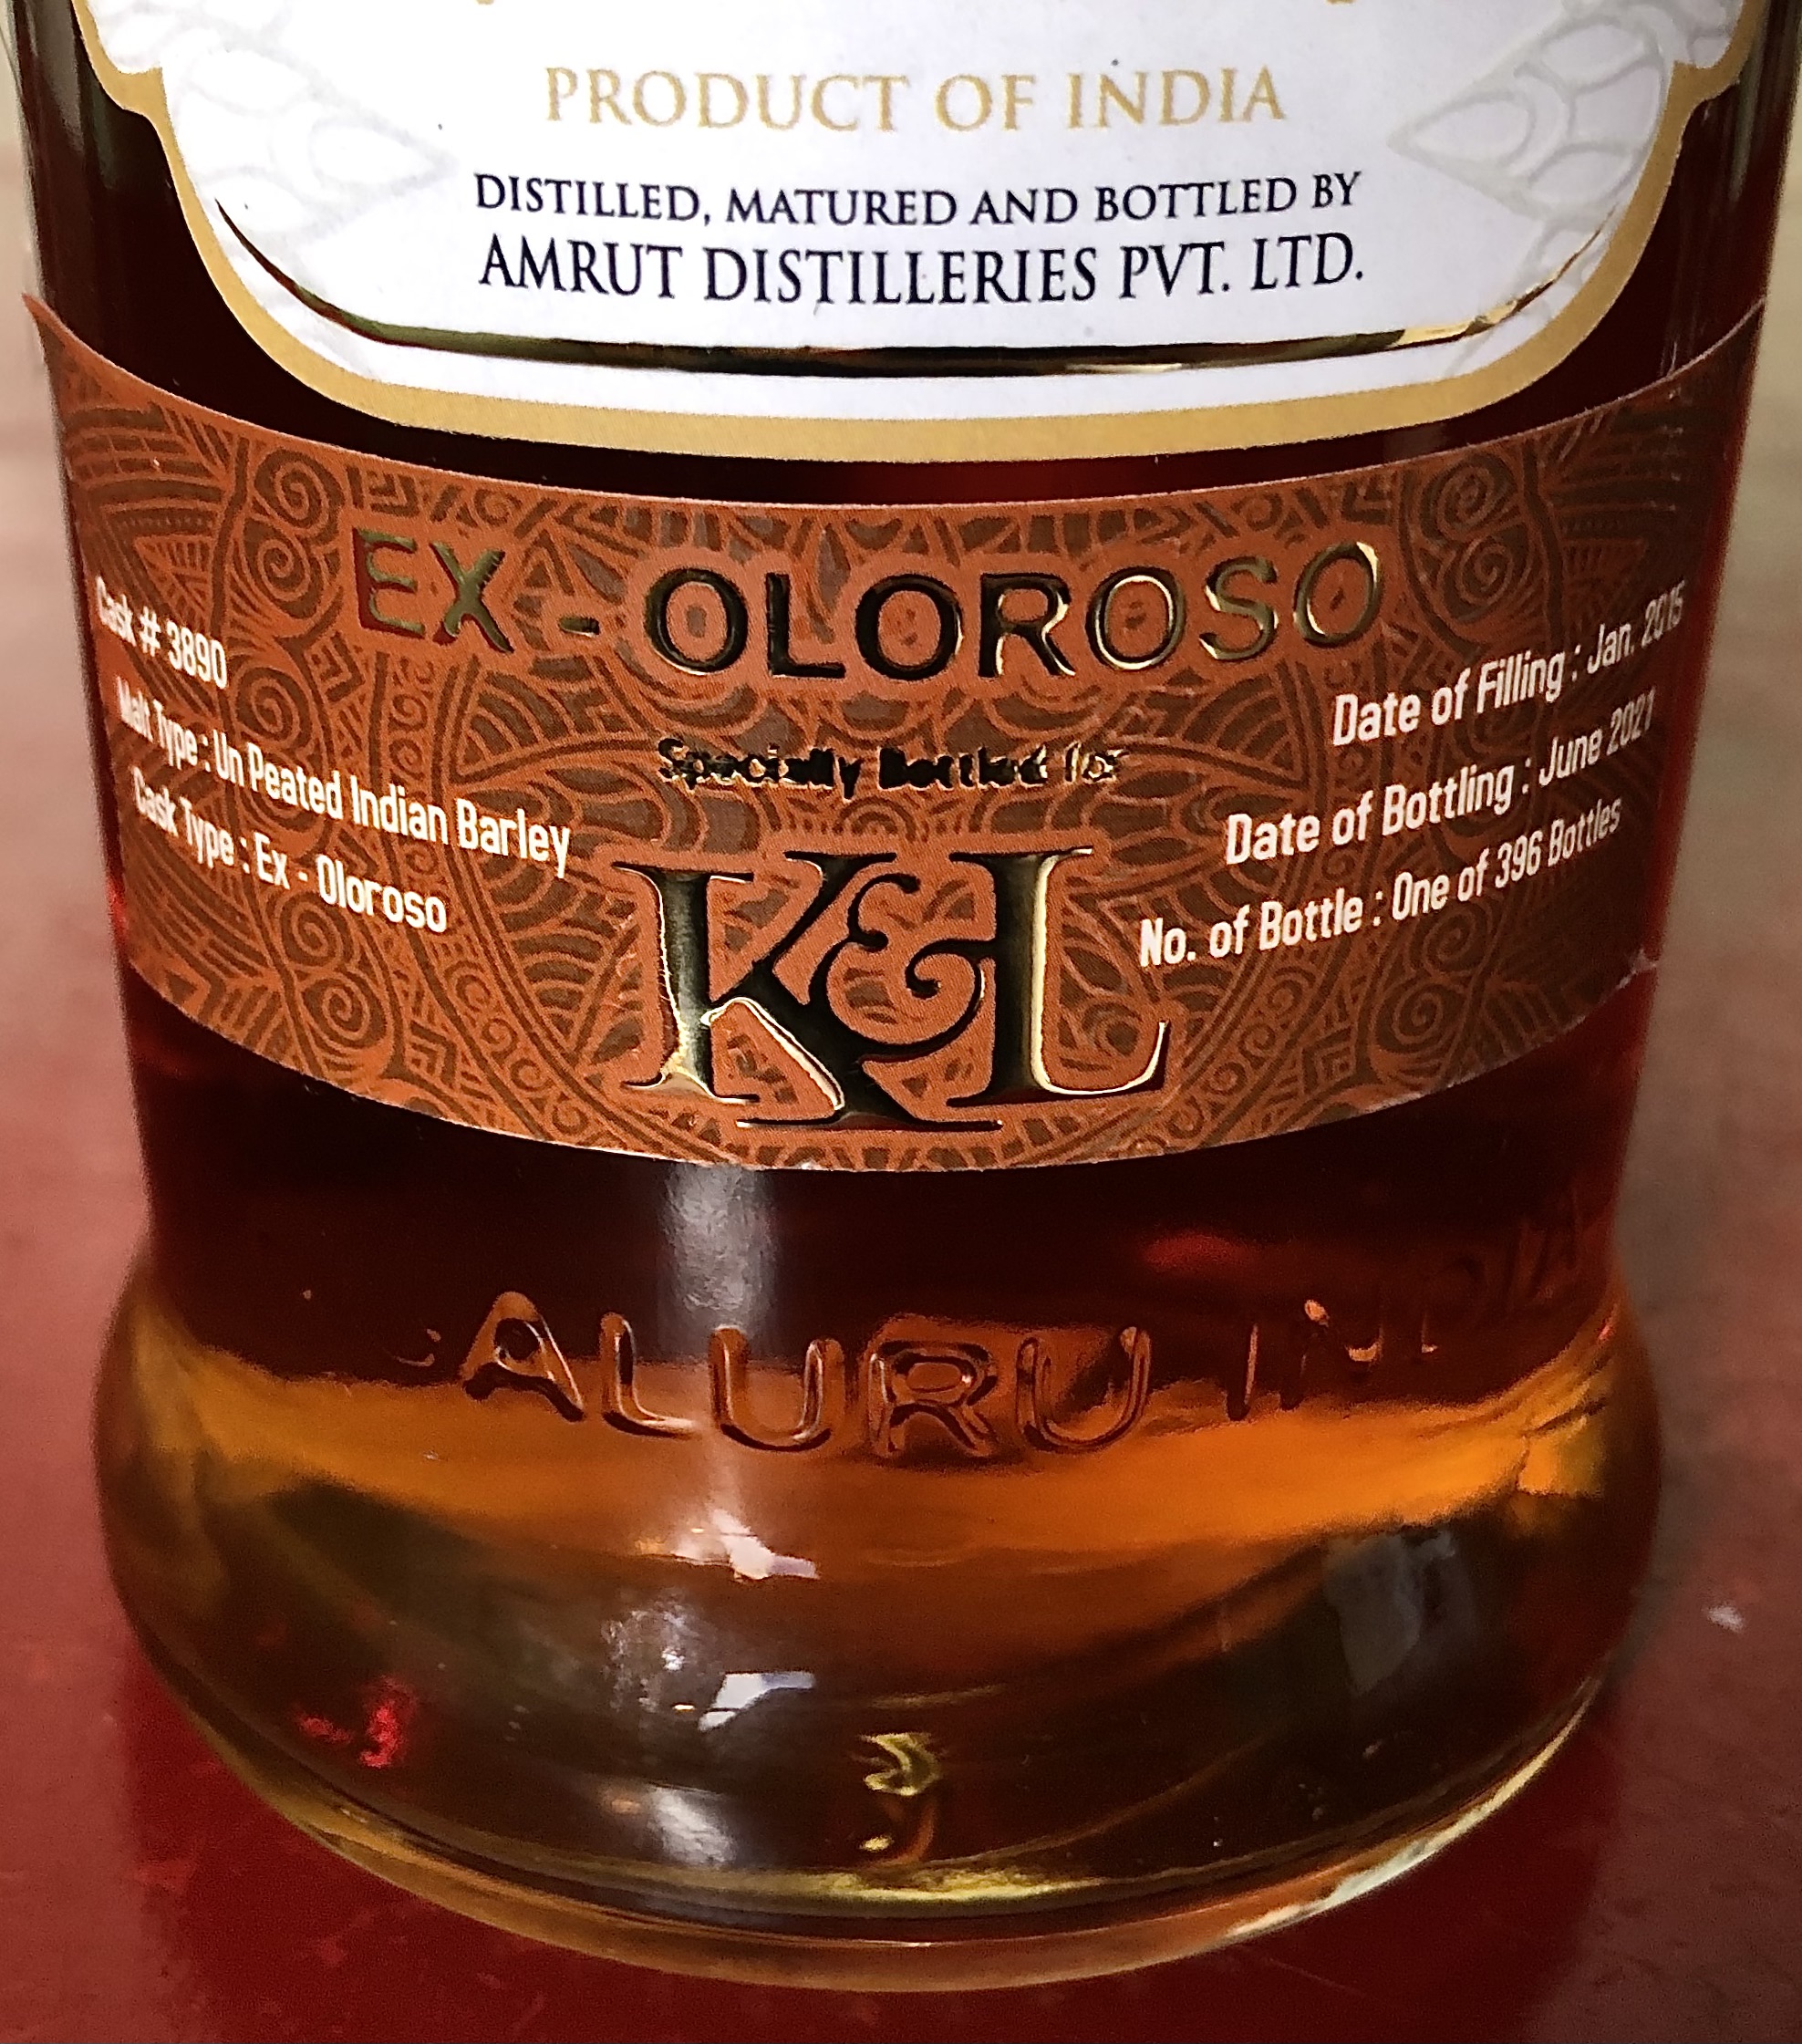 PRODUCT OF INDIA
DISTILLED, MATURED AND BOTTLED BY
AMRUT DISTILLERIES PVT. LTD.
EX - OLOROSO
Cask # 3890
Malt Type : Un Peated Indian Barley
Cask Type : Ex - Oloroso
Specially Bottled for
K&L
Date of Filling : Jan. 2015
Date of Bottling : June 2021
No. of Bottle : One of 396 Bottles
ALURU INDIA